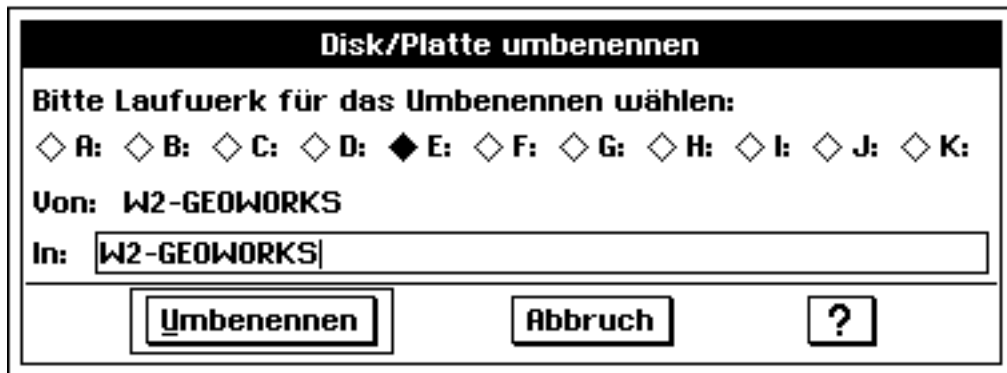 Disk/Platte umbenennen
Bitte Laufwerk für das Umbenennen wählen:
A: B: C: D: E: F: G: H: I: J: K:
Von: W2-GEOWORKS
In: W2-GEOWORKS
Umbenennen Abbruch ?